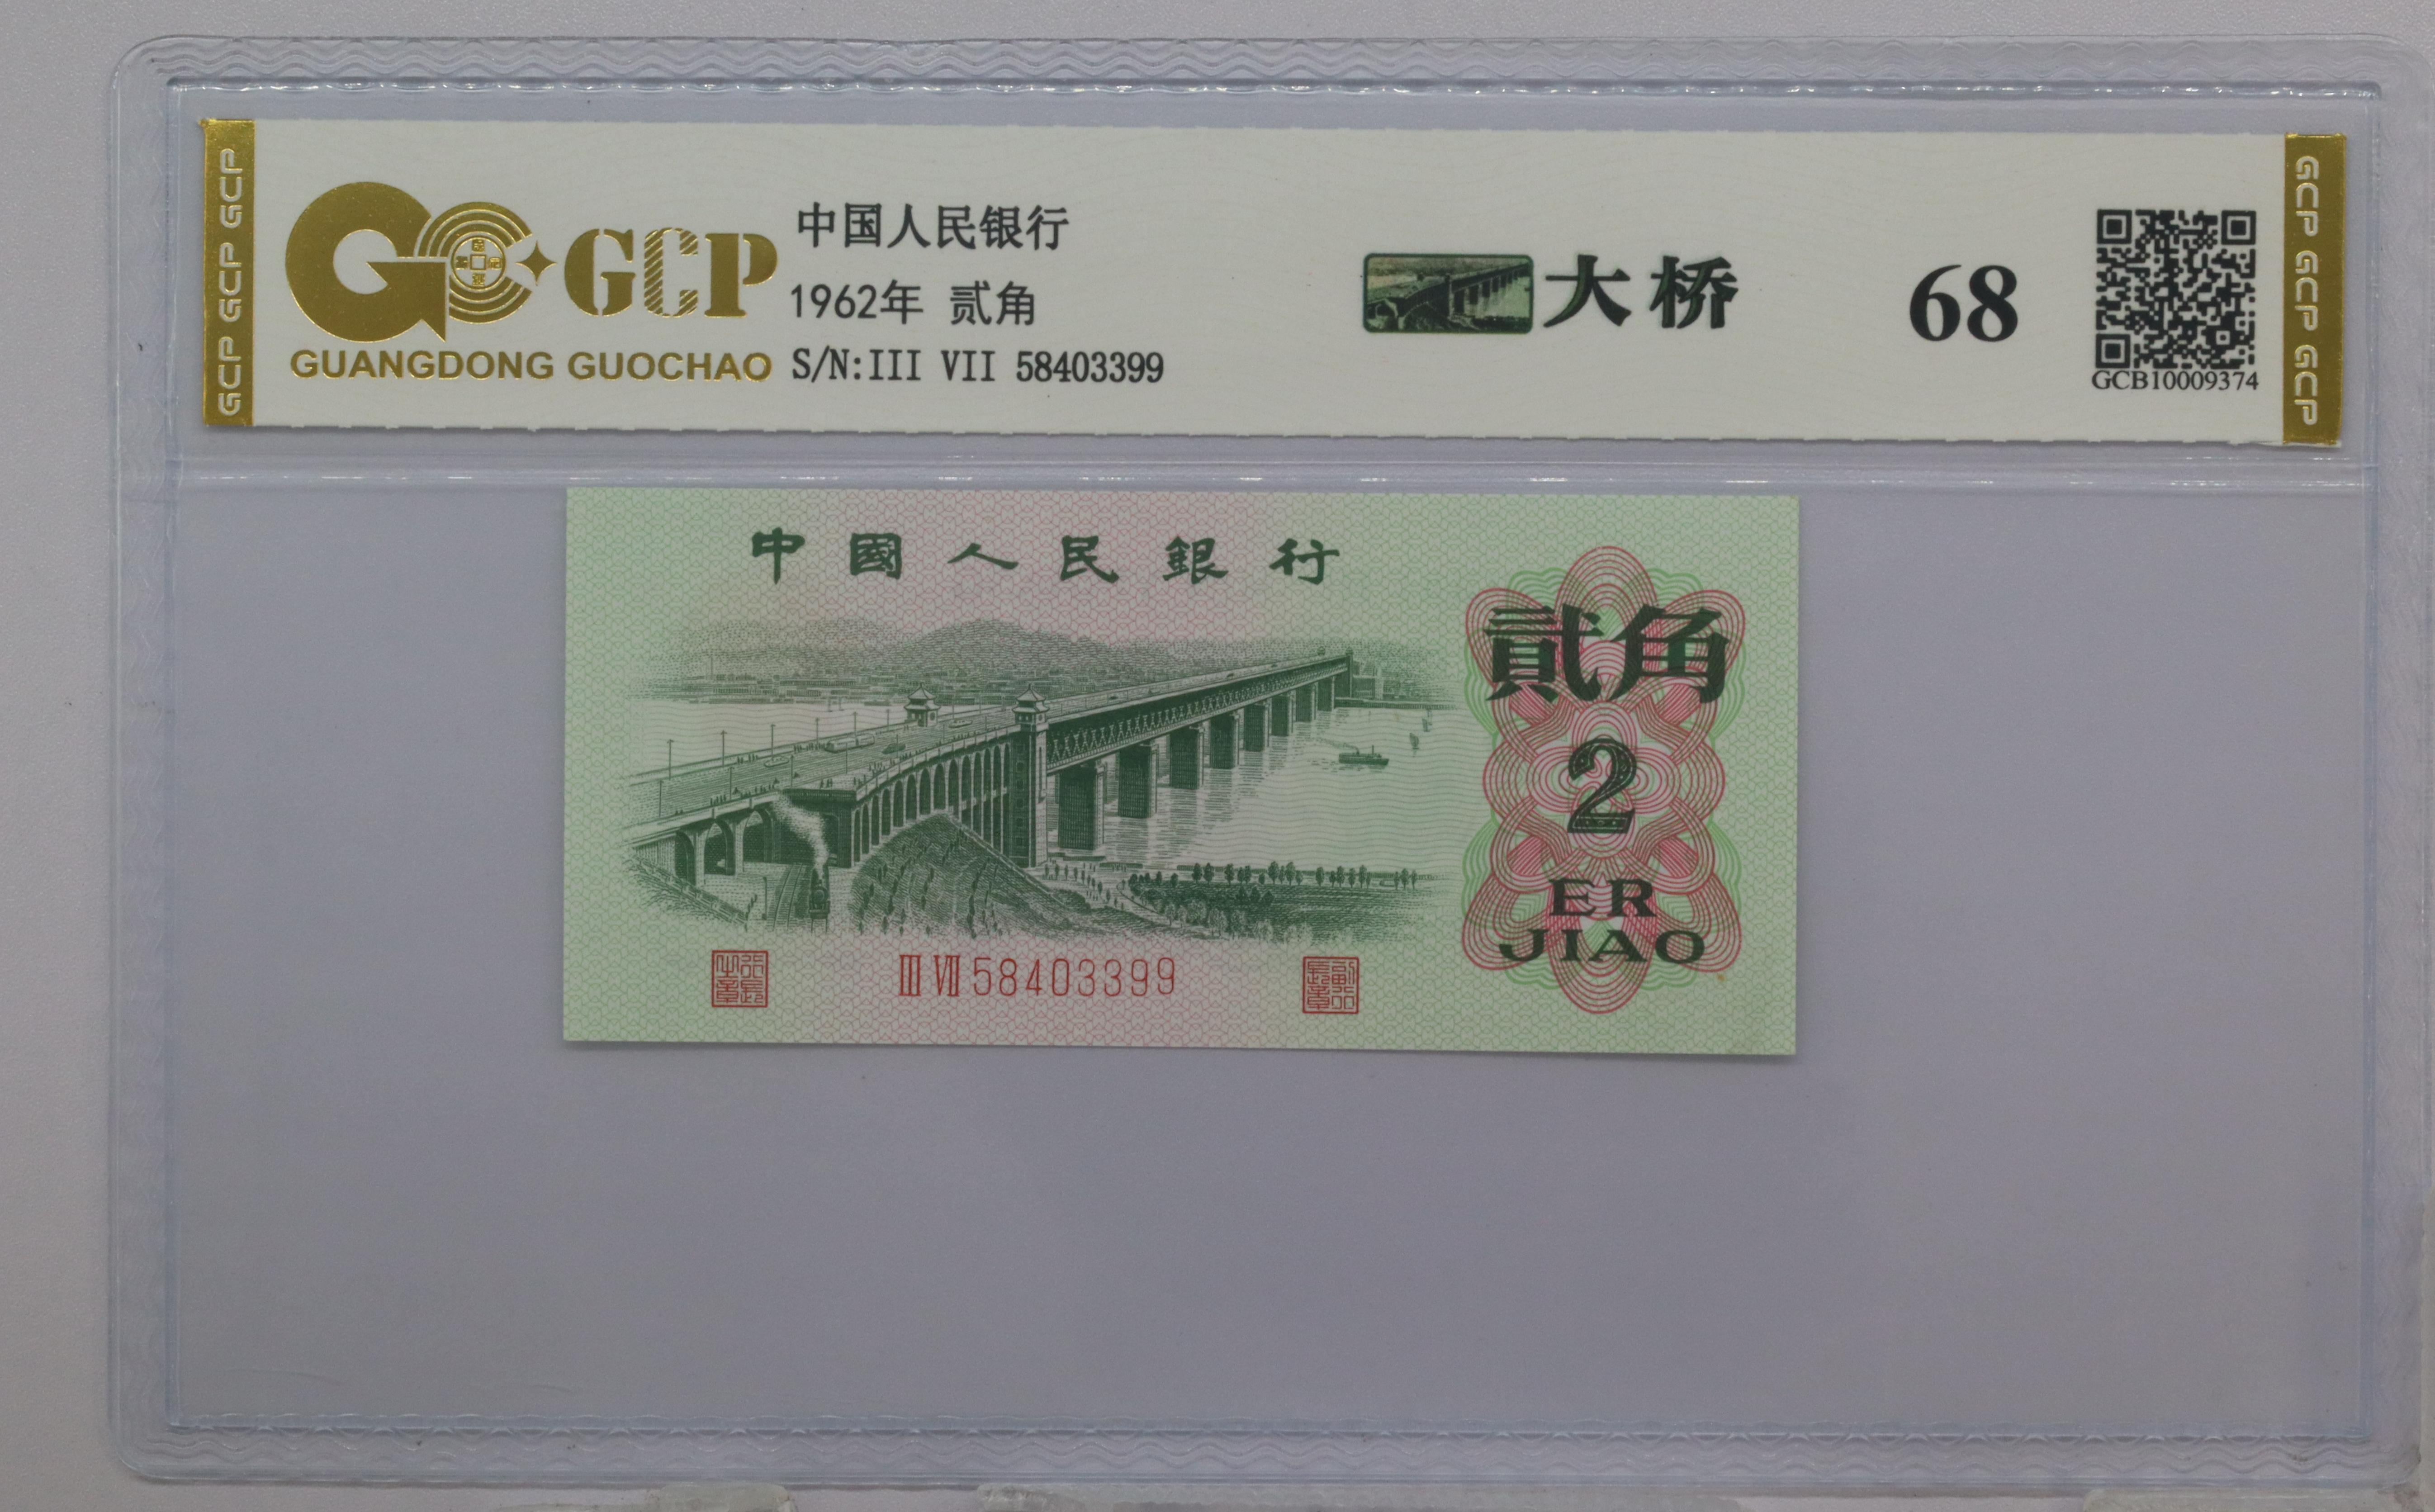 GCP GCP GCP
GCP
GUANGDONG GUOCHAO
中国人民银行
1962年 贰角
S/N:III VII 58403399
大桥
68
GCB10009374
GCP GCP GCP
中國人民銀行
貳角
2
ER
JIAO
III VII 58403399